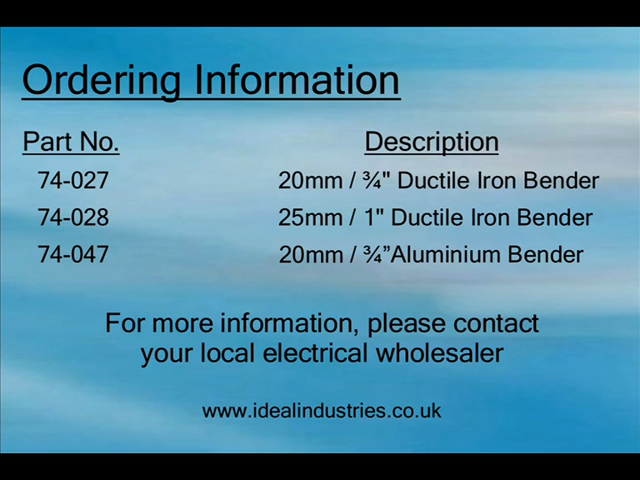 Ordering Information
Part No. Description
74-027 20mm / ¾" Ductile Iron Bender
74-028 25mm / 1" Ductile Iron Bender
74-047 20mm / ¾”Aluminium Bender
For more information, please contact
your local electrical wholesaler
www.idealindustries.co.uk